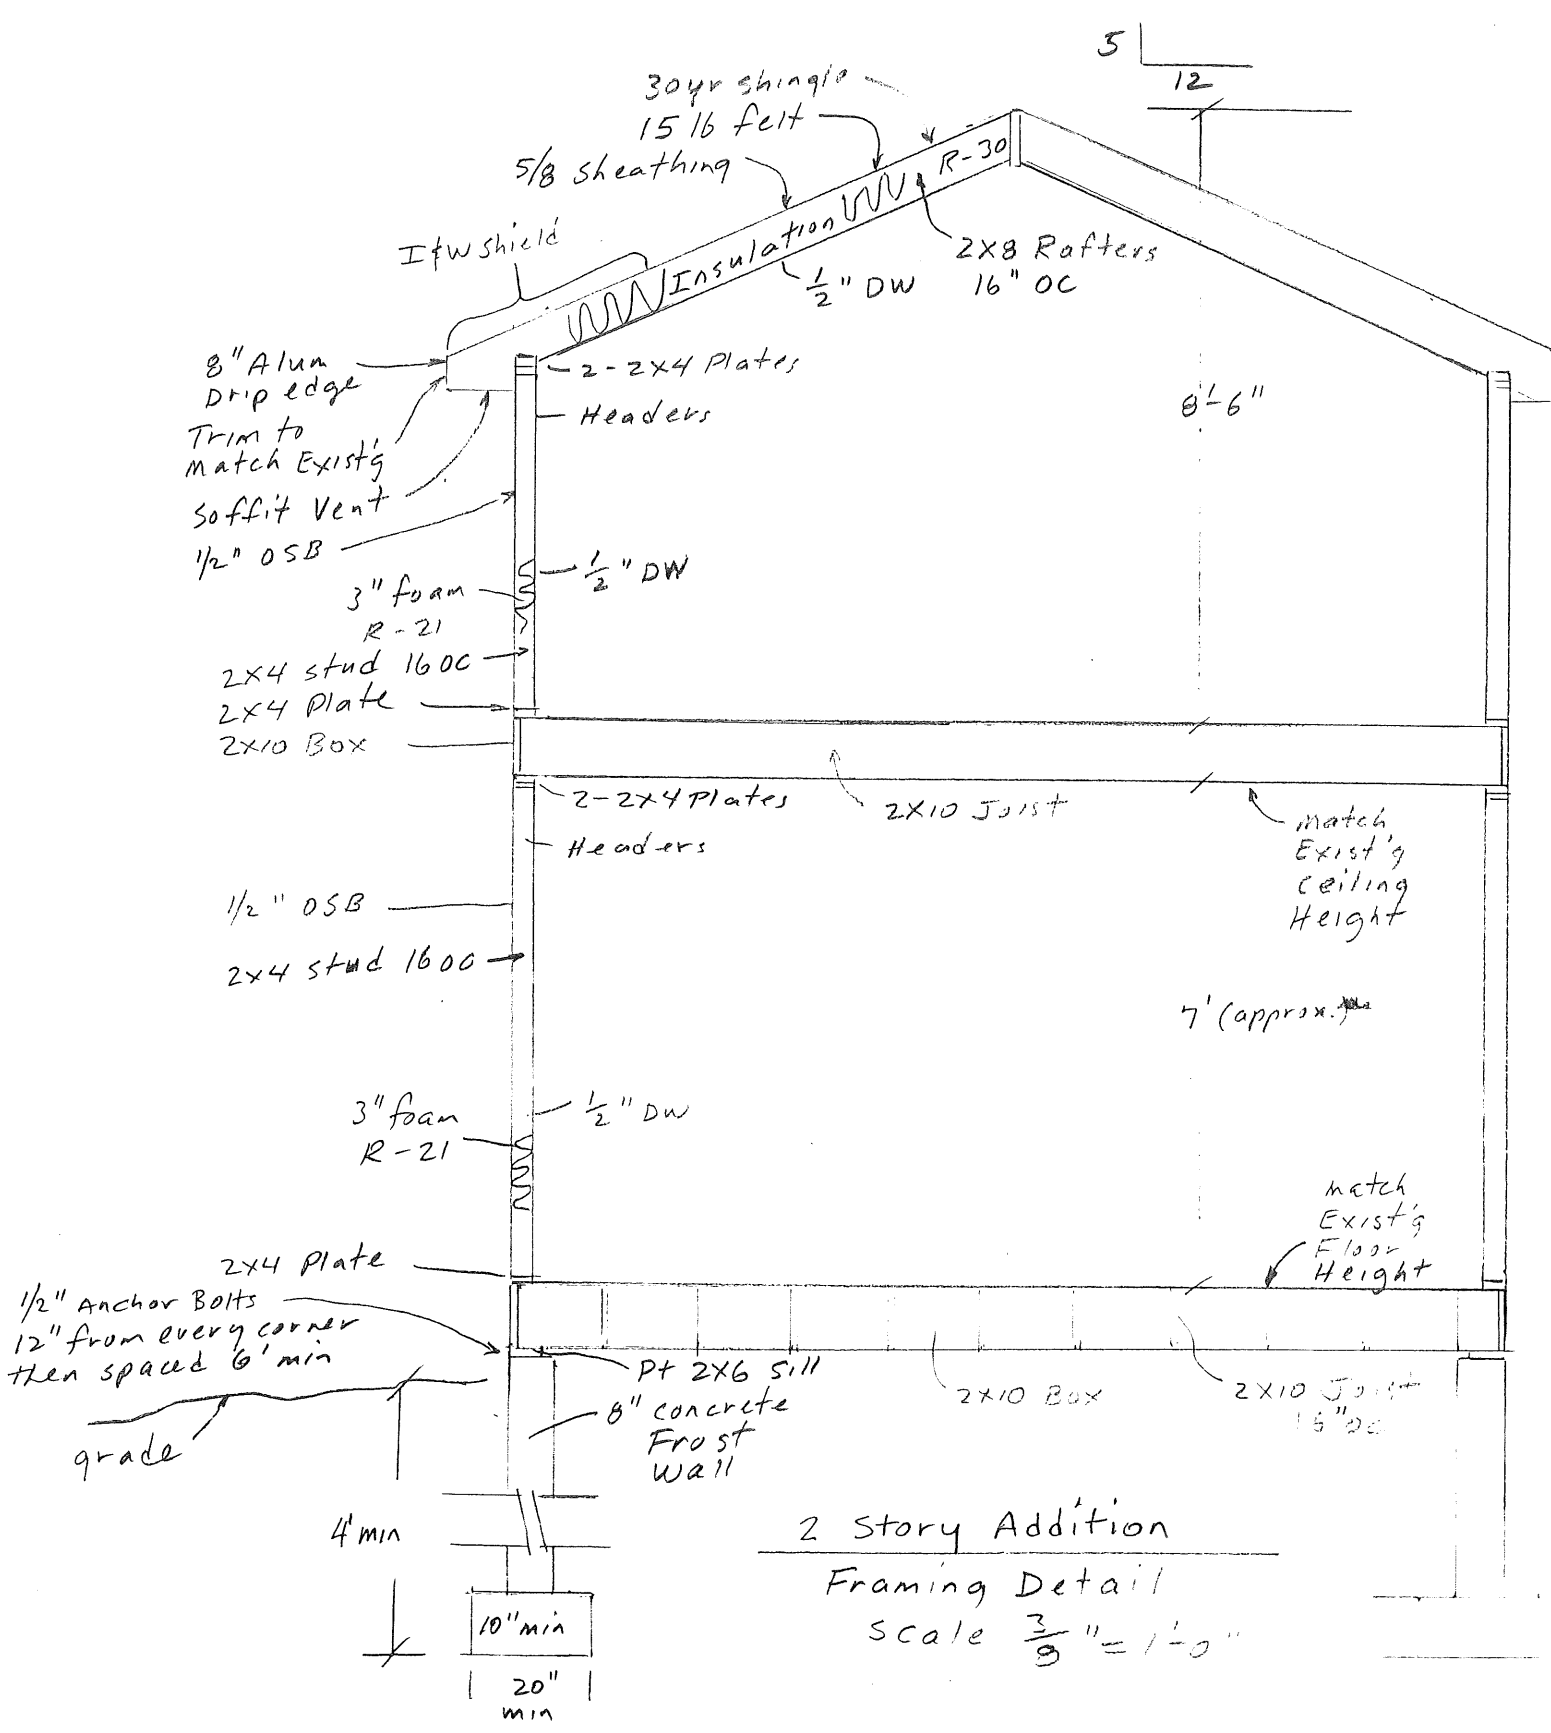 5
12
30yr shingle
15 lb felt
5/8 sheathing
I&W shield
R-30
Insulation
2x8 Rafters
16" OC
1/2" DW
8" Alum
Drip edge
Trim to
Match Exist'g
Soffit Vent
1/2" OSB
2-2x4 Plates
Headers
8'-6"
1/2" DW
3" foam
R-21
2x4 stud 16 OC
2x4 Plate
2x10 Box
2-2x4 Plates
2x10 Joist
Match
Exist'g
Ceiling
Height
Headers
1/2" OSB
2x4 stud 16 OC
7' (approx.)
3" foam
R-21
1/2" DW
Match
Exist'g
Floor
Height
2x4 Plate
1/2" Anchor Bolts
12" from every corner
then spaced 6' min
grade
Pt 2x6 Sill
8" concrete
Frost
Wall
2x10 Box
2x10 Joist
16" OC
4' min
10" min
20"
min
2 Story Addition
Framing Detail
Scale 3/8" = 1'-0"